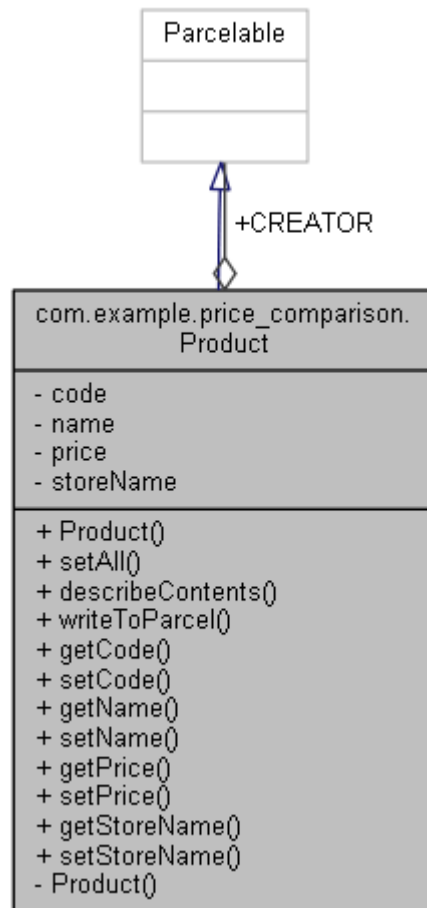 Parcelable
+CREATOR
com.example.price_comparison.
Product
- code
- name
- price
- storeName
+ Product()
+ setAll()
+ describeContents()
+ writeToParcel()
+ getCode()
+ setCode()
+ getName()
+ setName()
+ getPrice()
+ setPrice()
+ getStoreName()
+ setStoreName()
- Product()